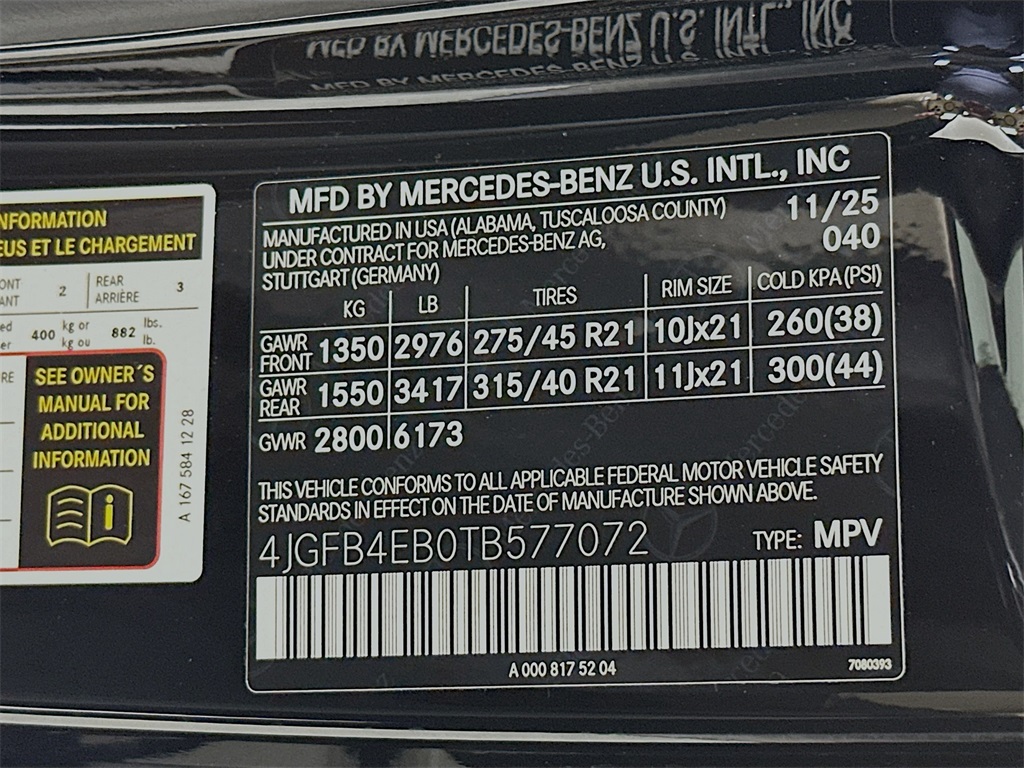 MFD BY MERCEDES-BENZ U.S. INTL., INC
MFD BY MERCEDES-BENZ U.S. INTL., INC
MANUFACTURED IN USA (ALABAMA, TUSCALOOSA COUNTY) 11/25
UNDER CONTRACT FOR MERCEDES-BENZ AG, 040
STUTTGART (GERMANY)
KG LB TIRES RIM SIZE COLD KPA (PSI)
GAWR FRONT 1350 2976 275/45 R21 10Jx21 260(38)
GAWR REAR 1550 3417 315/40 R21 11Jx21 300(44)
GVWR 2800 6173
THIS VEHICLE CONFORMS TO ALL APPLICABLE FEDERAL MOTOR VEHICLE SAFETY
STANDARDS IN EFFECT ON THE DATE OF MANUFACTURE SHOWN ABOVE.
4JGFB4EB0TB577072 TYPE: MPV
A 000 817 52 04 7080393
NFORMATION
EUS ET LE CHARGEMENT
ONT 2 REAR 3
ANT ARRIÈRE
ed 400 kg or 882 lbs.
er kg ou lb.
RE
SEE OWNER´S
MANUAL FOR
ADDITIONAL
INFORMATION
A 167 584 12 28